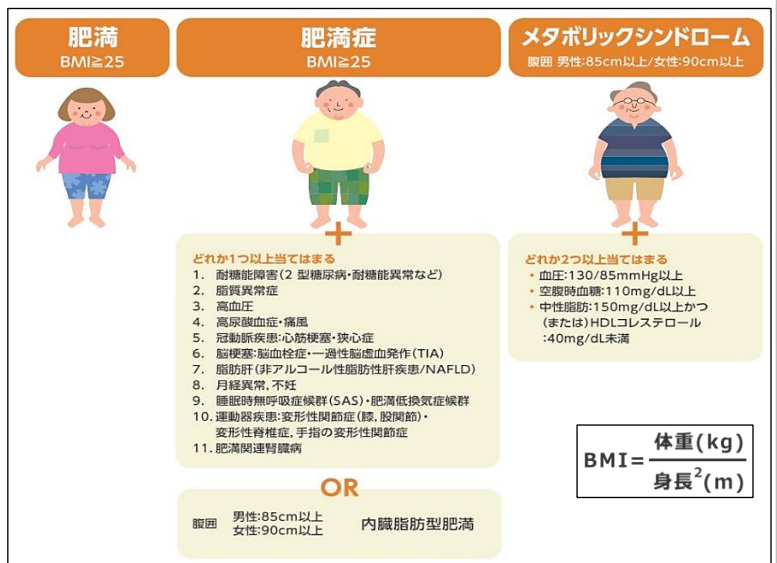 肥満
BMI≧25
肥満症
BMI≧25
メタボリックシンドローム
腹囲 男性:85cm以上/女性:90cm以上
+
どれか1つ以上当てはまる
1. 耐糖能障害(2 型糖尿病・耐糖能異常など)
2. 脂質異常症
3. 高血圧
4. 高尿酸血症・痛風
5. 冠動脈疾患:心筋梗塞・狭心症
6. 脳梗塞:脳血栓症・一過性脳虚血発作(TIA)
7. 脂肪肝(非アルコール性脂肪性肝疾患/NAFLD)
8. 月経異常,不妊
9. 睡眠時無呼吸症候群(SAS)・肥満低換気症候群
10. 運動器疾患:変形性関節症(膝,股関節)・
変形性脊椎症,手指の変形性関節症
11. 肥満関連腎臓病
OR
腹囲 男性:85cm以上
女性:90cm以上
内臓脂肪型肥満
+
どれか2つ以上当てはまる
・血圧:130/85mmHg以上
・空腹時血糖:110mg/dL以上
・中性脂肪:150mg/dL以上かつ
(または)HDLコレステロール
:40mg/dL未満
BMI=体重(kg)
身長²(m)